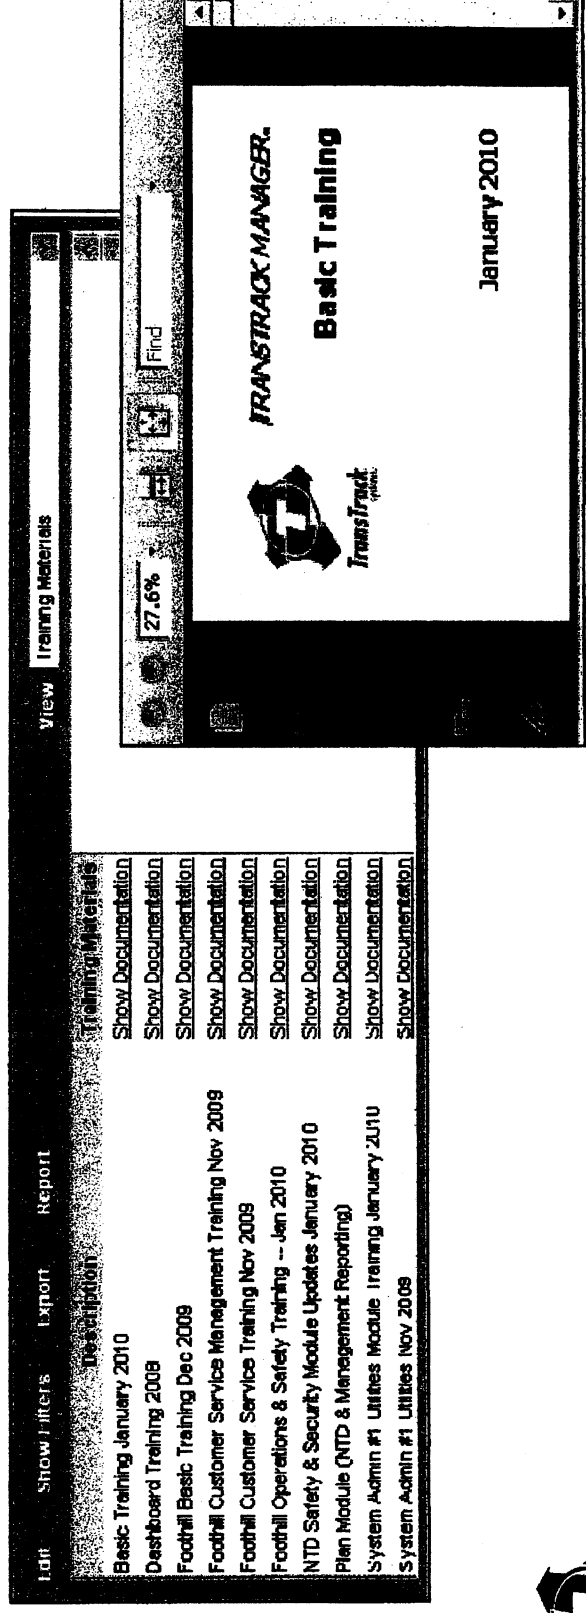 Edit Show Filters Export Report View Training Materials
Description Training Materials
Basic Training January 2010 Show Documentation
Dashboard Training 2008 Show Documentation
Foothill Basic Training Dec 2009 Show Documentation
Foothill Customer Service Management Training Nov 2009 Show Documentation
Foothill Customer Service Training Nov 2009 Show Documentation
Foothill Operations & Safety Training -- Jan 2010 Show Documentation
NTD Safety & Security Module Updates January 2010 Show Documentation
Plan Module (NTD & Management Reporting) Show Documentation
System Admin #1 Utilities Module Training January 2010 Show Documentation
System Admin #1 Utilities Nov 2009 Show Documentation
27.6% Find
TransTrack
TRANSTRACK MANAGER
Basic Training
January 2010